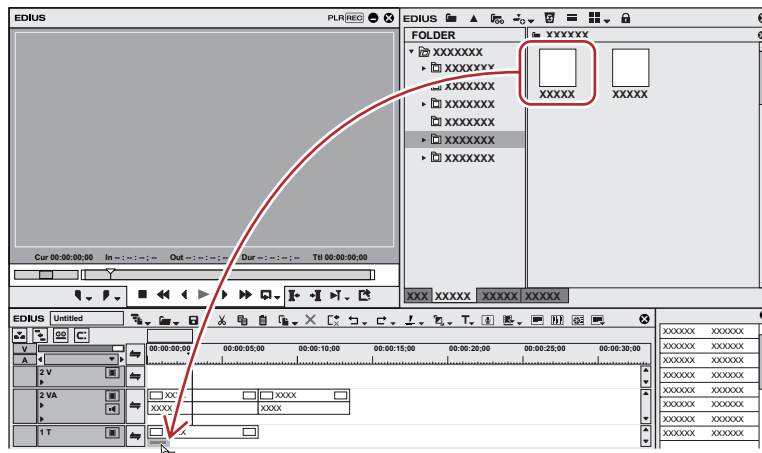 EDIUS PLR REC
Cur 00:00:00;00 In -- : -- : -- ; -- Out -- : -- : -- ; -- Dur -- : -- : -- ; -- Ttl 00:00:00;00
EDIUS
FOLDER
XXXXXXX
XXXXXXX
XXXXXXX
XXXXXXX
XXXXXXX
XXXXXXX
XXXXXXX
XXXXXX
XXXXX XXXXX
XXX XXXXX XXXXX XXXXX
EDIUS Untitled
V
A
00:00:00;00 00:00:05;00 00:00:10;00 00:00:15;00 00:00:20;00 00:00:25;00 00:00:30;00
2 V
2 VA
XXXX
XXXX XXXX
1 T
XXXXXX XXXXXX
XXXXXX XXXXXX
XXXXXX XXXXXX
XXXXXX XXXXXX
XXXXXX XXXXXX
XXXXXX XXXXXX
XXXXXX XXXXXX
XXXXXX XXXXXX